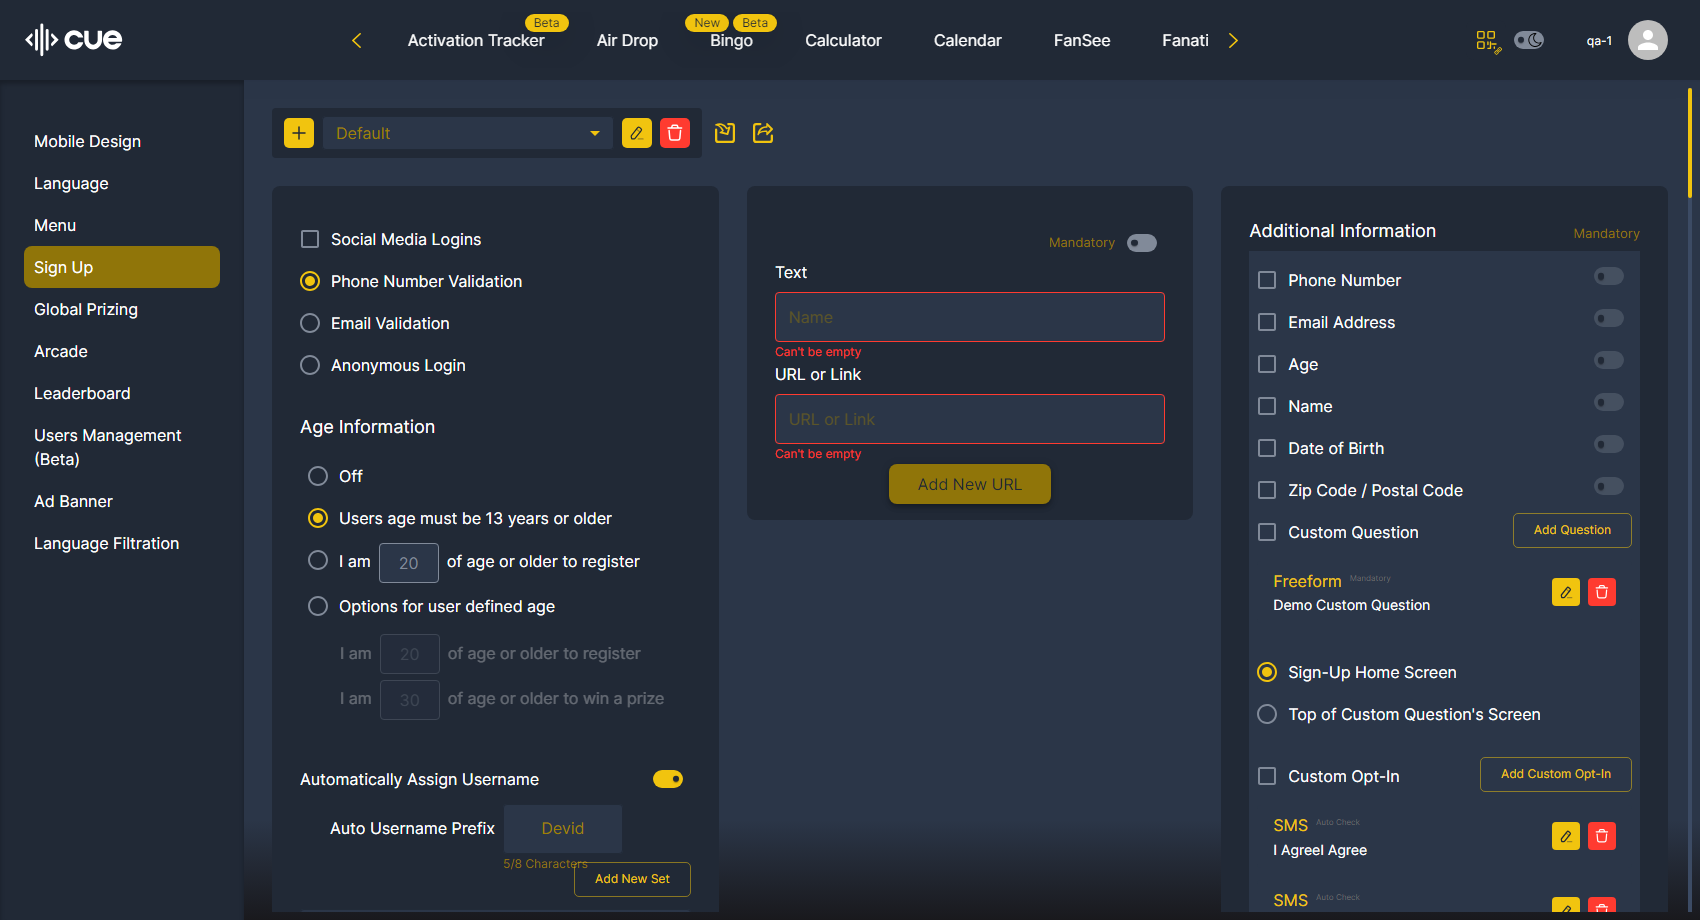 cue
Activation Tracker
Beta
Air Drop
New
Beta
Bingo
Calculator
Calendar
FanSee
Fanati
qa-1
Mobile Design
Language
Menu
Sign Up
Global Prizing
Arcade
Leaderboard
Users Management
(Beta)
Ad Banner
Language Filtration
Default
Social Media Logins
Phone Number Validation
Email Validation
Anonymous Login
Age Information
Off
Users age must be 13 years or older
I am 20 of age or older to register
Options for user defined age
I am 20 of age or older to register
I am 30 of age or older to win a prize
Automatically Assign Username
Auto Username Prefix Devid
5/8 Characters
Add New Set
Mandatory
Text
Name
Can't be empty
URL or Link
URL or Link
Can't be empty
Add New URL
Additional Information Mandatory
Phone Number
Email Address
Age
Name
Date of Birth
Zip Code / Postal Code
Custom Question Add Question
Freeform Mandatory
Demo Custom Question
Sign-Up Home Screen
Top of Custom Question's Screen
Custom Opt-In Add Custom Opt-In
SMS Auto Check
I AgreeI Agree
SMS Auto Check